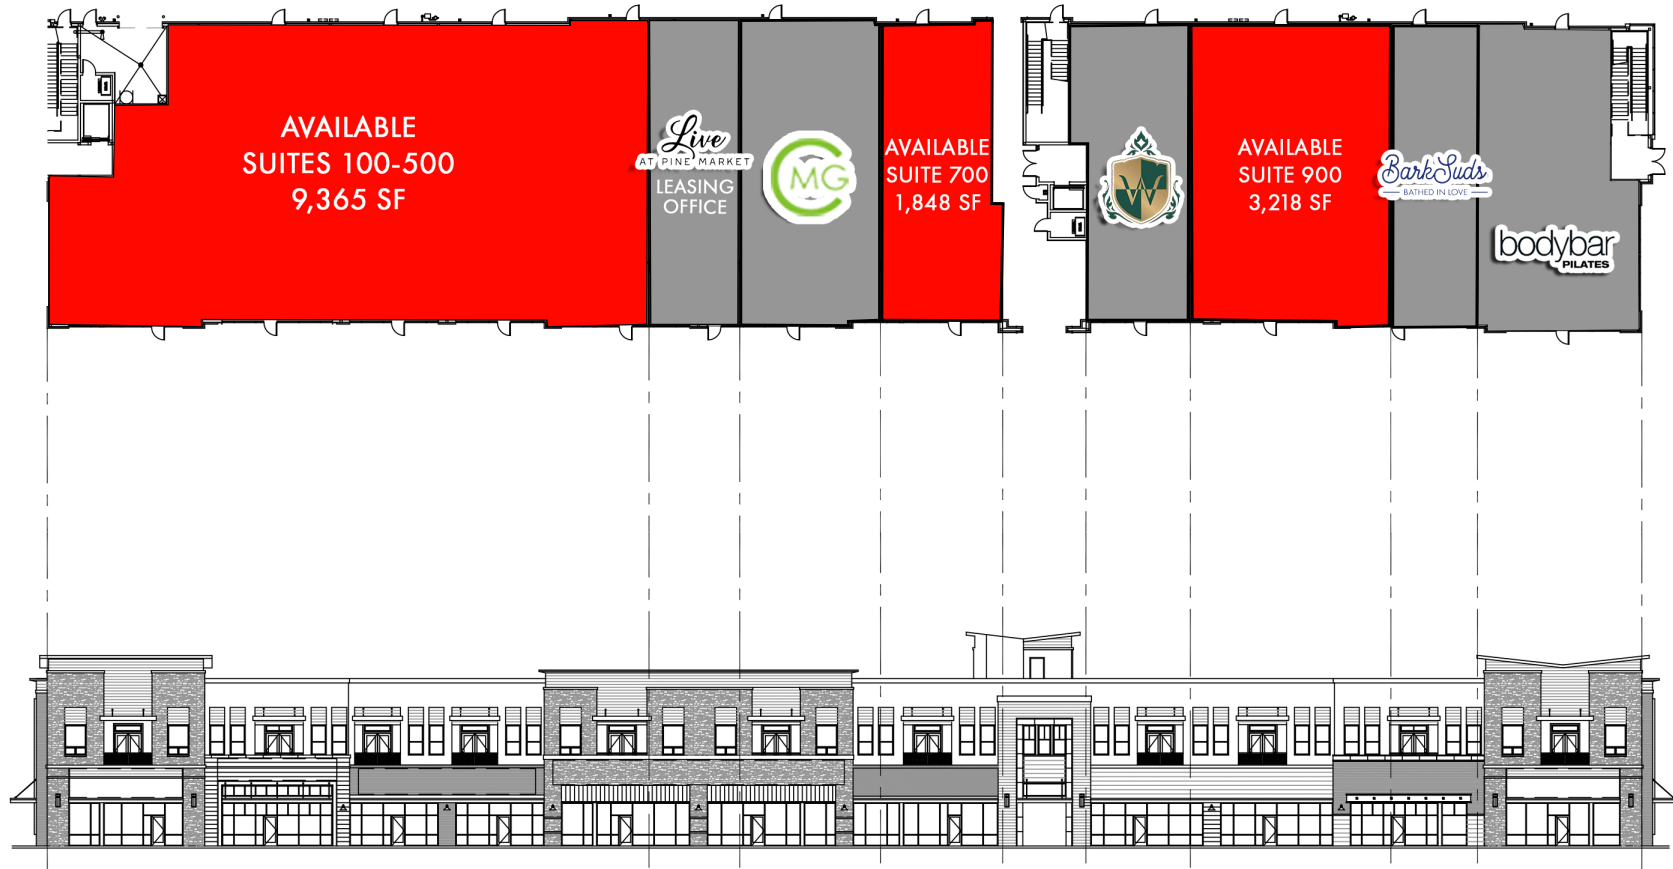 AVAILABLE
SUITES 100-500
9,365 SF
Live
AT PINE MARKET
LEASING
OFFICE
CMG
AVAILABLE
SUITE 700
1,848 SF
W
AVAILABLE
SUITE 900
3,218 SF
BarkSuds
BATHED IN LOVE
bodybar
PILATES